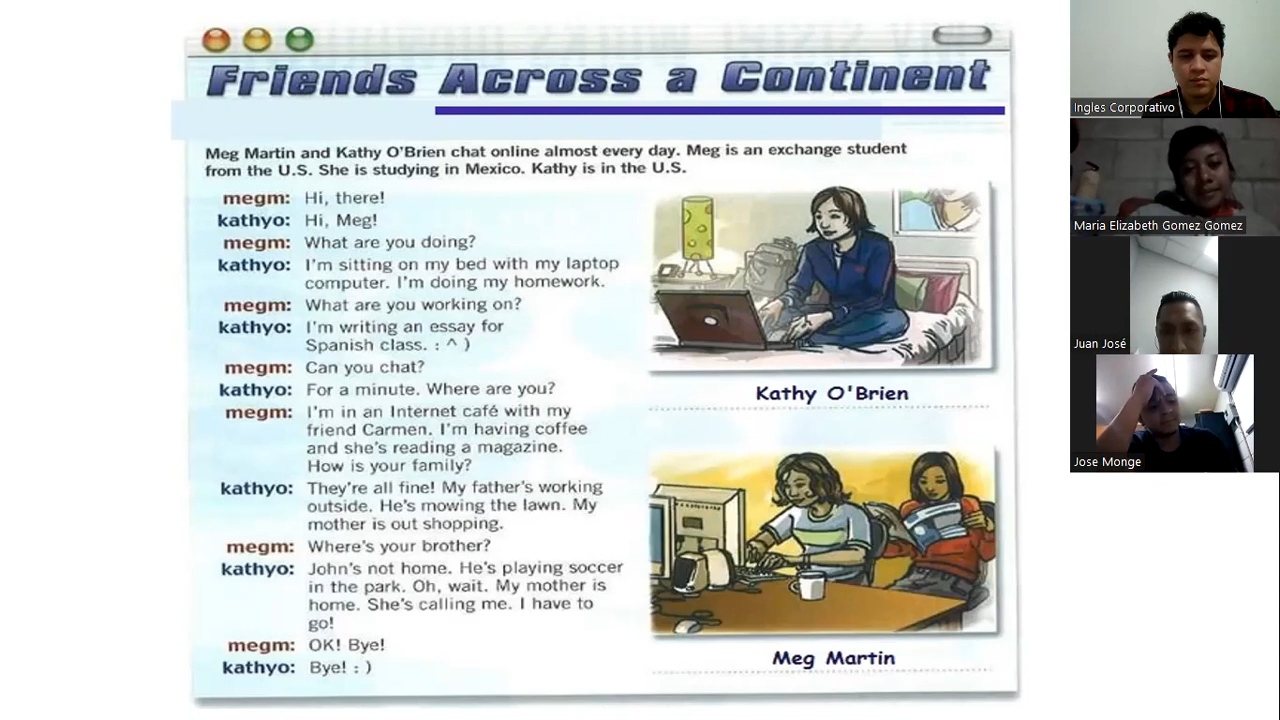 Friends Across a Continent
Meg Martin and Kathy O'Brien chat online almost every day. Meg is an exchange student
from the U.S. She is studying in Mexico. Kathy is in the U.S.
megm: Hi, there!
kathyo: Hi, Meg!
megm: What are you doing?
kathyo: I'm sitting on my bed with my laptop
computer. I'm doing my homework.
megm: What are you working on?
kathyo: I'm writing an essay for
Spanish class. : ^ )
megm: Can you chat?
kathyo: For a minute. Where are you?
megm: I'm in an Internet café with my
friend Carmen. I'm having coffee
and she's reading a magazine.
How is your family?
kathyo: They're all fine! My father's working
outside. He's mowing the lawn. My
mother is out shopping.
megm: Where's your brother?
kathyo: John's not home. He's playing soccer
in the park. Oh, wait. My mother is
home. She's calling me. I have to
go!
megm: OK! Bye!
kathyo: Bye! : )
Kathy O'Brien
Meg Martin
Ingles Corporativo
Maria Elizabeth Gomez Gomez
Juan José
Jose Monge